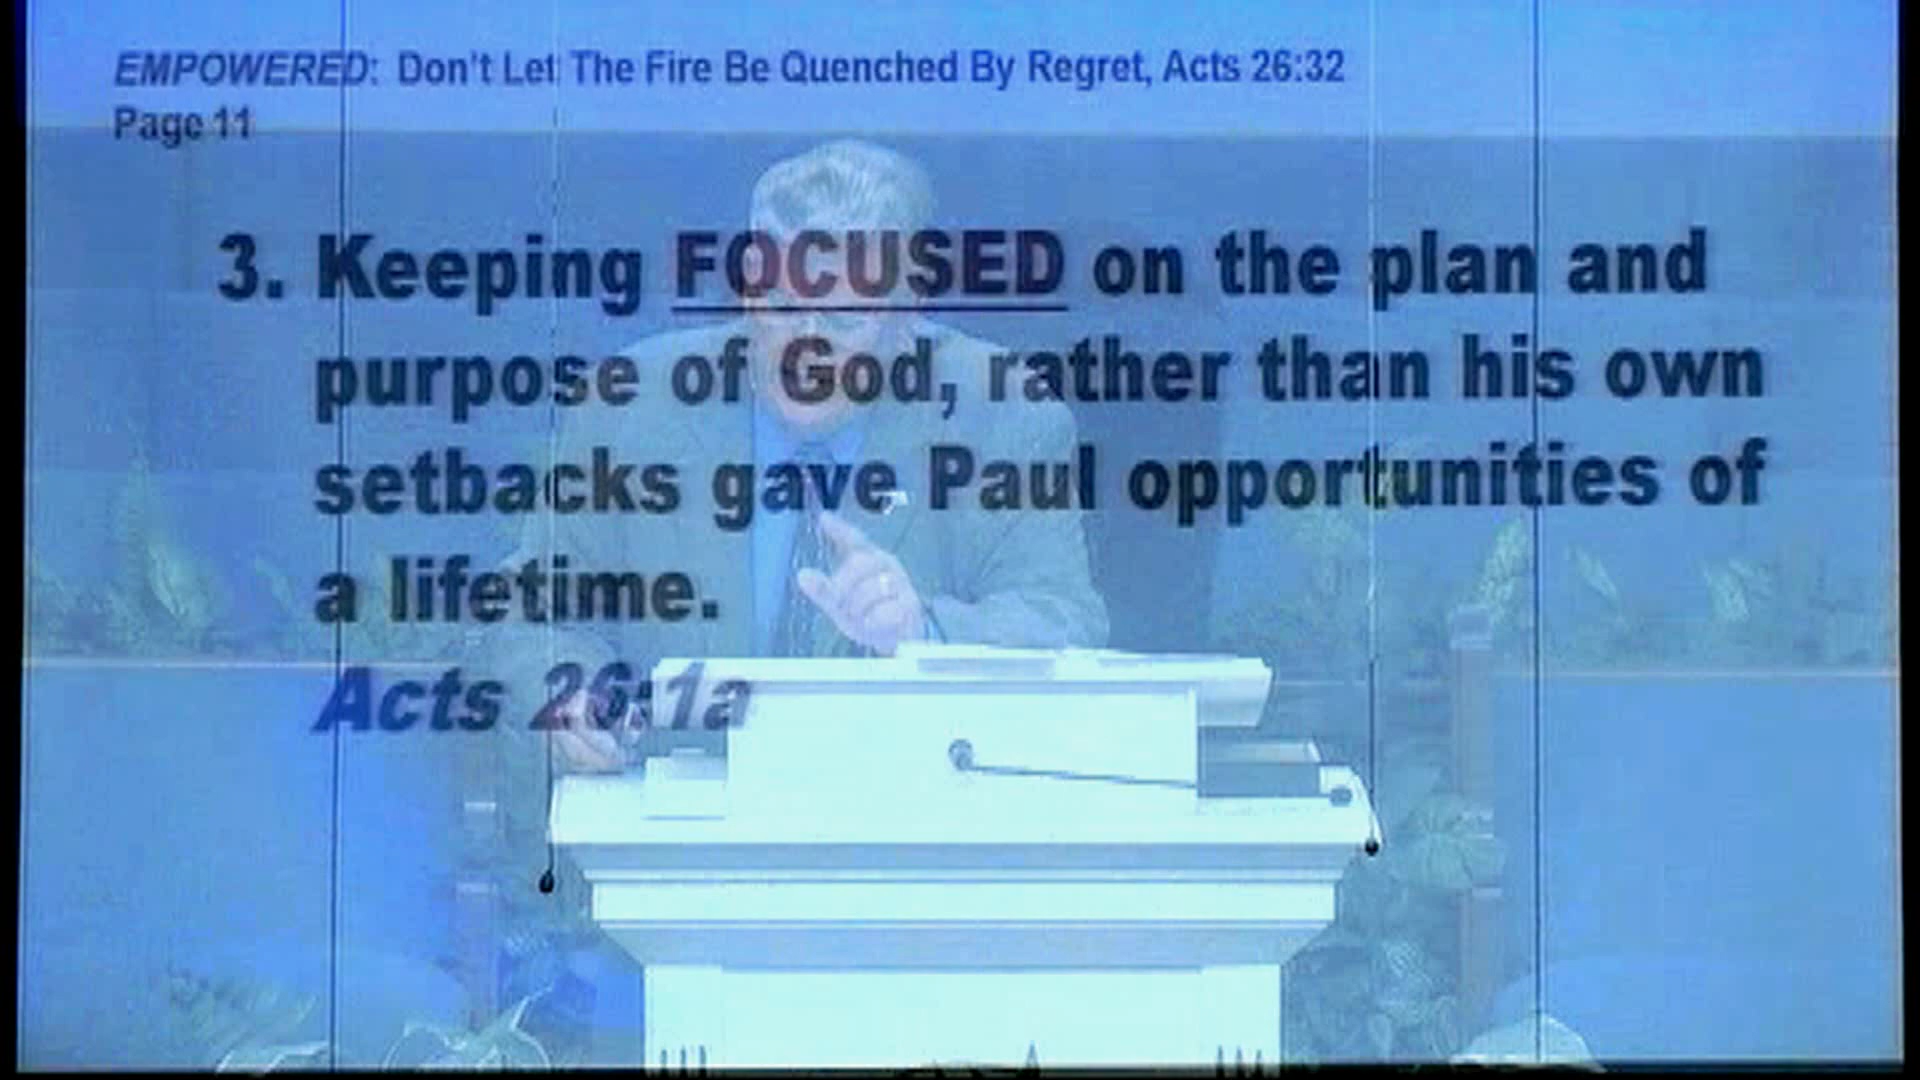 EMPOWERED: Don't Let The Fire Be Quenched By Regret, Acts 26:32
Page 11
3. Keeping FOCUSED on the plan and
purpose of God, rather than his own
setbacks gave Paul opportunities of
a lifetime.
Acts 26:1a